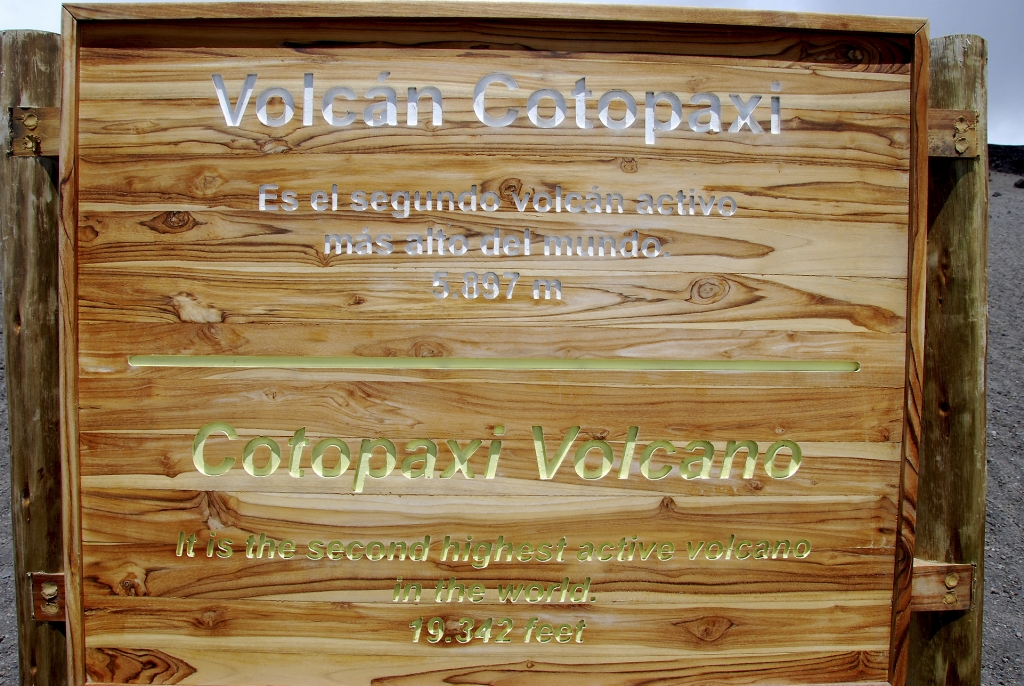 Volcán Cotopaxi
Es el segundo volcán activo
más alto del mundo.
5.897 m
Cotopaxi Volcano
It is the second highest active volcano
in the world.
19.342 feet